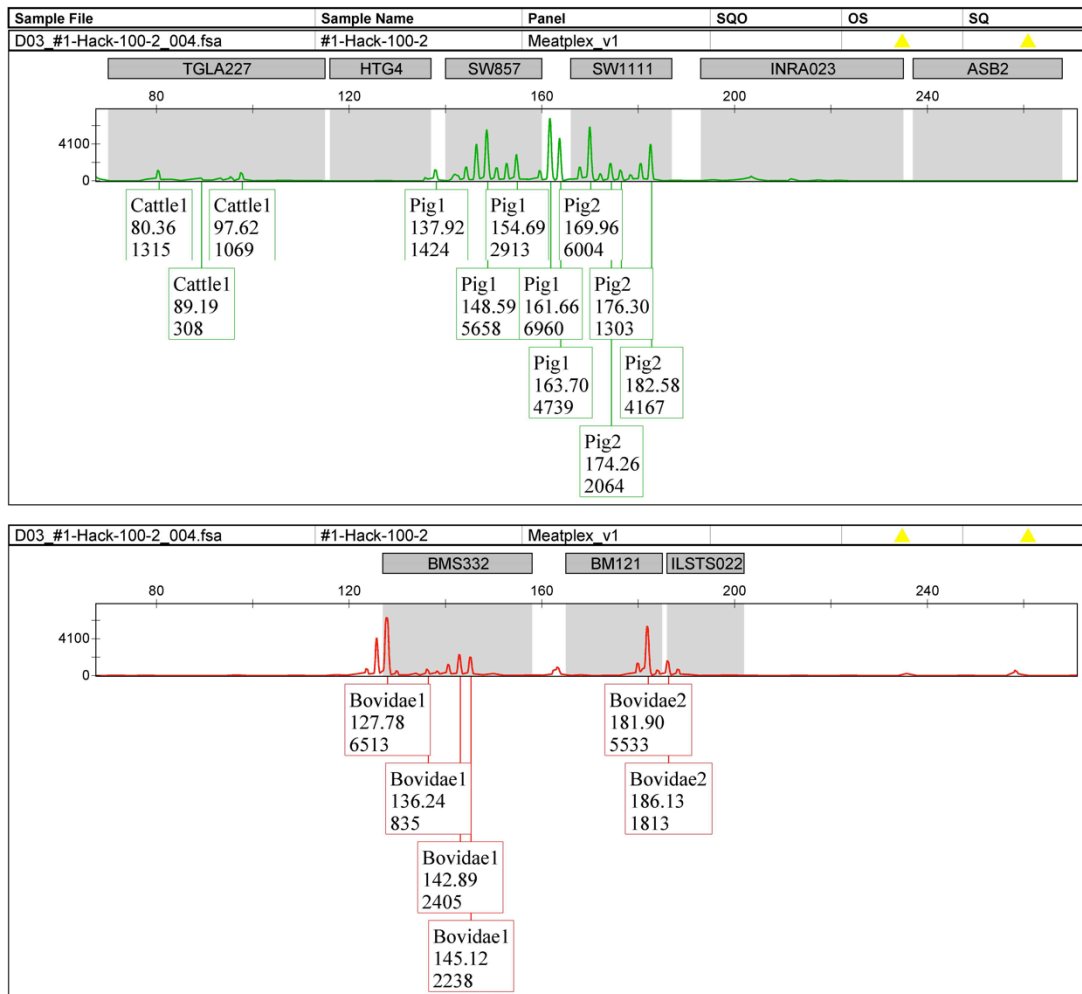 Sample File Sample Name Panel SQO OS SQ
D03_#1-Hack-100-2_004.fsa #1-Hack-100-2 Meatplex_v1
TGLA227 HTG4 SW857 SW1111 INRA023 ASB2
80 120 160 200 240
4100
0
Cattle1 Cattle1 Pig1 Pig1 Pig2
80.36 97.62 137.92 154.69 169.96
1315 1069 1424 2913 6004
Cattle1 Pig1 Pig1 Pig2
89.19 148.59 161.66 176.30
308 5658 6960 1303
Pig1 Pig2
163.70 182.58
4739 4167
Pig2
174.26
2064
D03_#1-Hack-100-2_004.fsa #1-Hack-100-2 Meatplex_v1
BMS332 BM121 ILSTS022
80 120 160 200 240
4100
0
Bovidae1 Bovidae2
127.78 181.90
6513 5533
Bovidae1 Bovidae2
136.24 186.13
835 1813
Bovidae1
142.89
2405
Bovidae1
145.12
2238